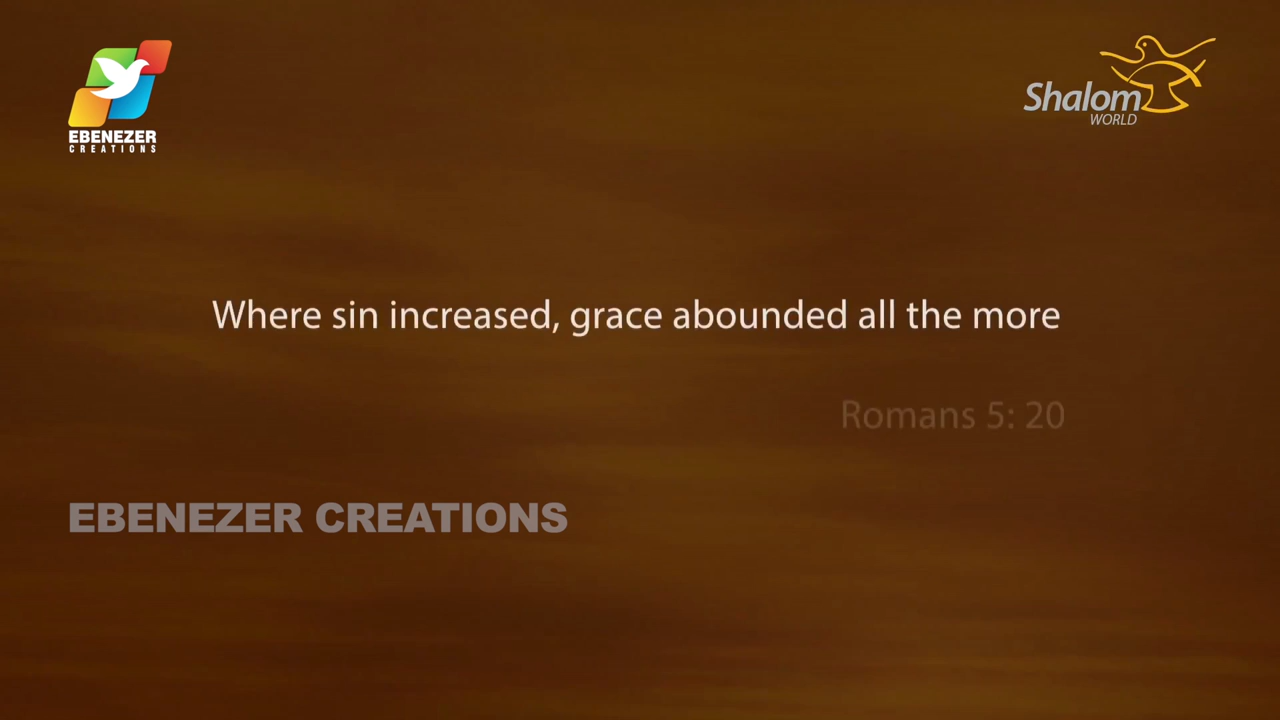 EBENEZER
CREATIONS
Shalom
WORLD
Where sin increased, grace abounded all the more
Romans 5: 20
EBENEZER CREATIONS